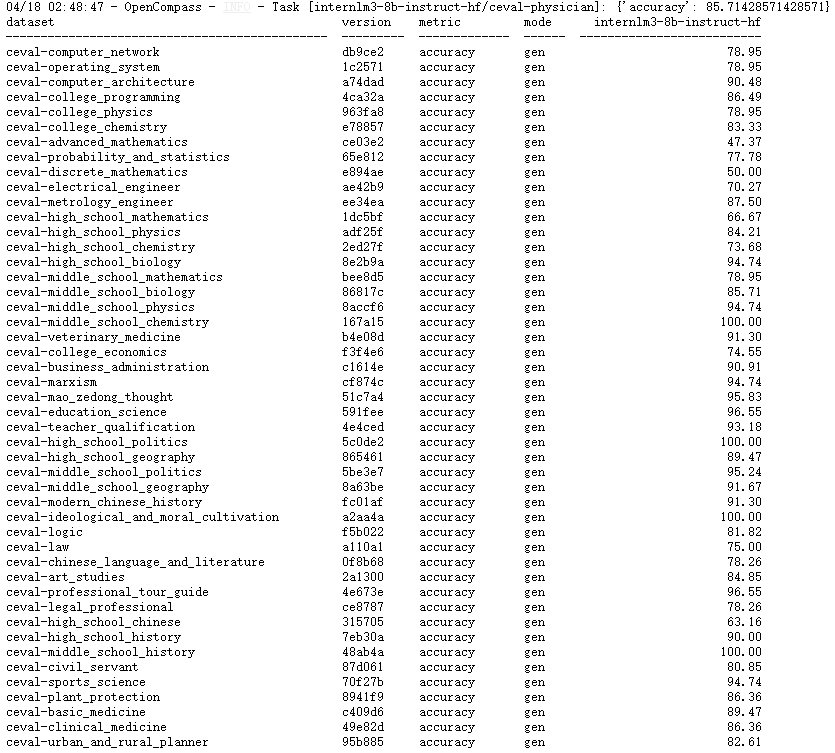 04/18 02:48:47 - OpenCompass - INFO - Task [internlm3-8b-instruct-hf/ceval-physician]: {'accuracy': 85.71428571428571}
dataset version metric mode internlm3-8b-instruct-hf
ceval-computer_network db9ce2 accuracy gen 78.95
ceval-operating_system 1c2571 accuracy gen 78.95
ceval-computer_architecture a74dad accuracy gen 90.48
ceval-college_programming 4ca32a accuracy gen 86.49
ceval-college_physics 963fa8 accuracy gen 78.95
ceval-college_chemistry e78857 accuracy gen 83.33
ceval-advanced_mathematics ce03e2 accuracy gen 47.37
ceval-probability_and_statistics 65e812 accuracy gen 77.78
ceval-discrete_mathematics e894ae accuracy gen 50.00
ceval-electrical_engineer ae42b9 accuracy gen 70.27
ceval-metrology_engineer ee34ea accuracy gen 87.50
ceval-high_school_mathematics 1dc5bf accuracy gen 66.67
ceval-high_school_physics adf25f accuracy gen 84.21
ceval-high_school_chemistry 2ed27f accuracy gen 73.68
ceval-high_school_biology 8e2b9a accuracy gen 94.74
ceval-middle_school_mathematics bee8d5 accuracy gen 78.95
ceval-middle_school_biology 86817c accuracy gen 85.71
ceval-middle_school_physics 8accf6 accuracy gen 94.74
ceval-middle_school_chemistry 167a15 accuracy gen 100.00
ceval-veterinary_medicine b4e08d accuracy gen 91.30
ceval-college_economics f3f4e6 accuracy gen 74.55
ceval-business_administration c1614e accuracy gen 90.91
ceval-marxism cf874c accuracy gen 94.74
ceval-mao_zedong_thought 51c7a4 accuracy gen 95.83
ceval-education_science 591fee accuracy gen 96.55
ceval-teacher_qualification 4e4ced accuracy gen 93.18
ceval-high_school_politics 5c0de2 accuracy gen 100.00
ceval-high_school_geography 865461 accuracy gen 89.47
ceval-middle_school_politics 5be3e7 accuracy gen 95.24
ceval-middle_school_geography 8a63be accuracy gen 91.67
ceval-modern_chinese_history fc01af accuracy gen 91.30
ceval-ideological_and_moral_cultivation a2aa4a accuracy gen 100.00
ceval-logic f5b022 accuracy gen 81.82
ceval-law a110a1 accuracy gen 75.00
ceval-chinese_language_and_literature 0f8b68 accuracy gen 78.26
ceval-art_studies 2a1300 accuracy gen 84.85
ceval-professional_tour_guide 4e673e accuracy gen 96.55
ceval-legal_professional ce8787 accuracy gen 78.26
ceval-high_school_chinese 315705 accuracy gen 63.16
ceval-high_school_history 7eb30a accuracy gen 90.00
ceval-middle_school_history 48ab4a accuracy gen 100.00
ceval-civil_servant 87d061 accuracy gen 80.85
ceval-sports_science 70f27b accuracy gen 94.74
ceval-plant_protection 8941f9 accuracy gen 86.36
ceval-basic_medicine c409d6 accuracy gen 89.47
ceval-clinical_medicine 49e82d accuracy gen 86.36
ceval-urban_and_rural_planner 95b885 accuracy gen 82.61